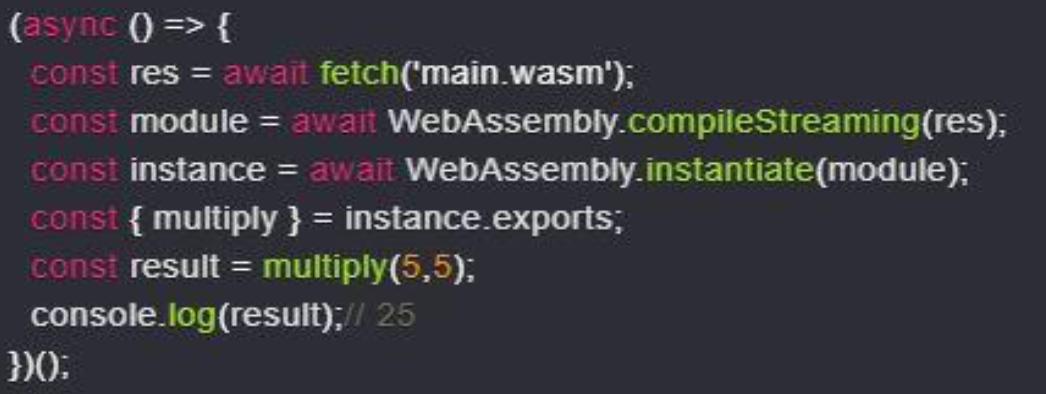 (async () => {
const res = await fetch('main.wasm');
const module = await WebAssembly.compileStreaming(res);
const instance = await WebAssembly.instantiate(module);
const { multiply } = instance.exports;
const result = multiply(5,5);
console.log(result);// 25
})();